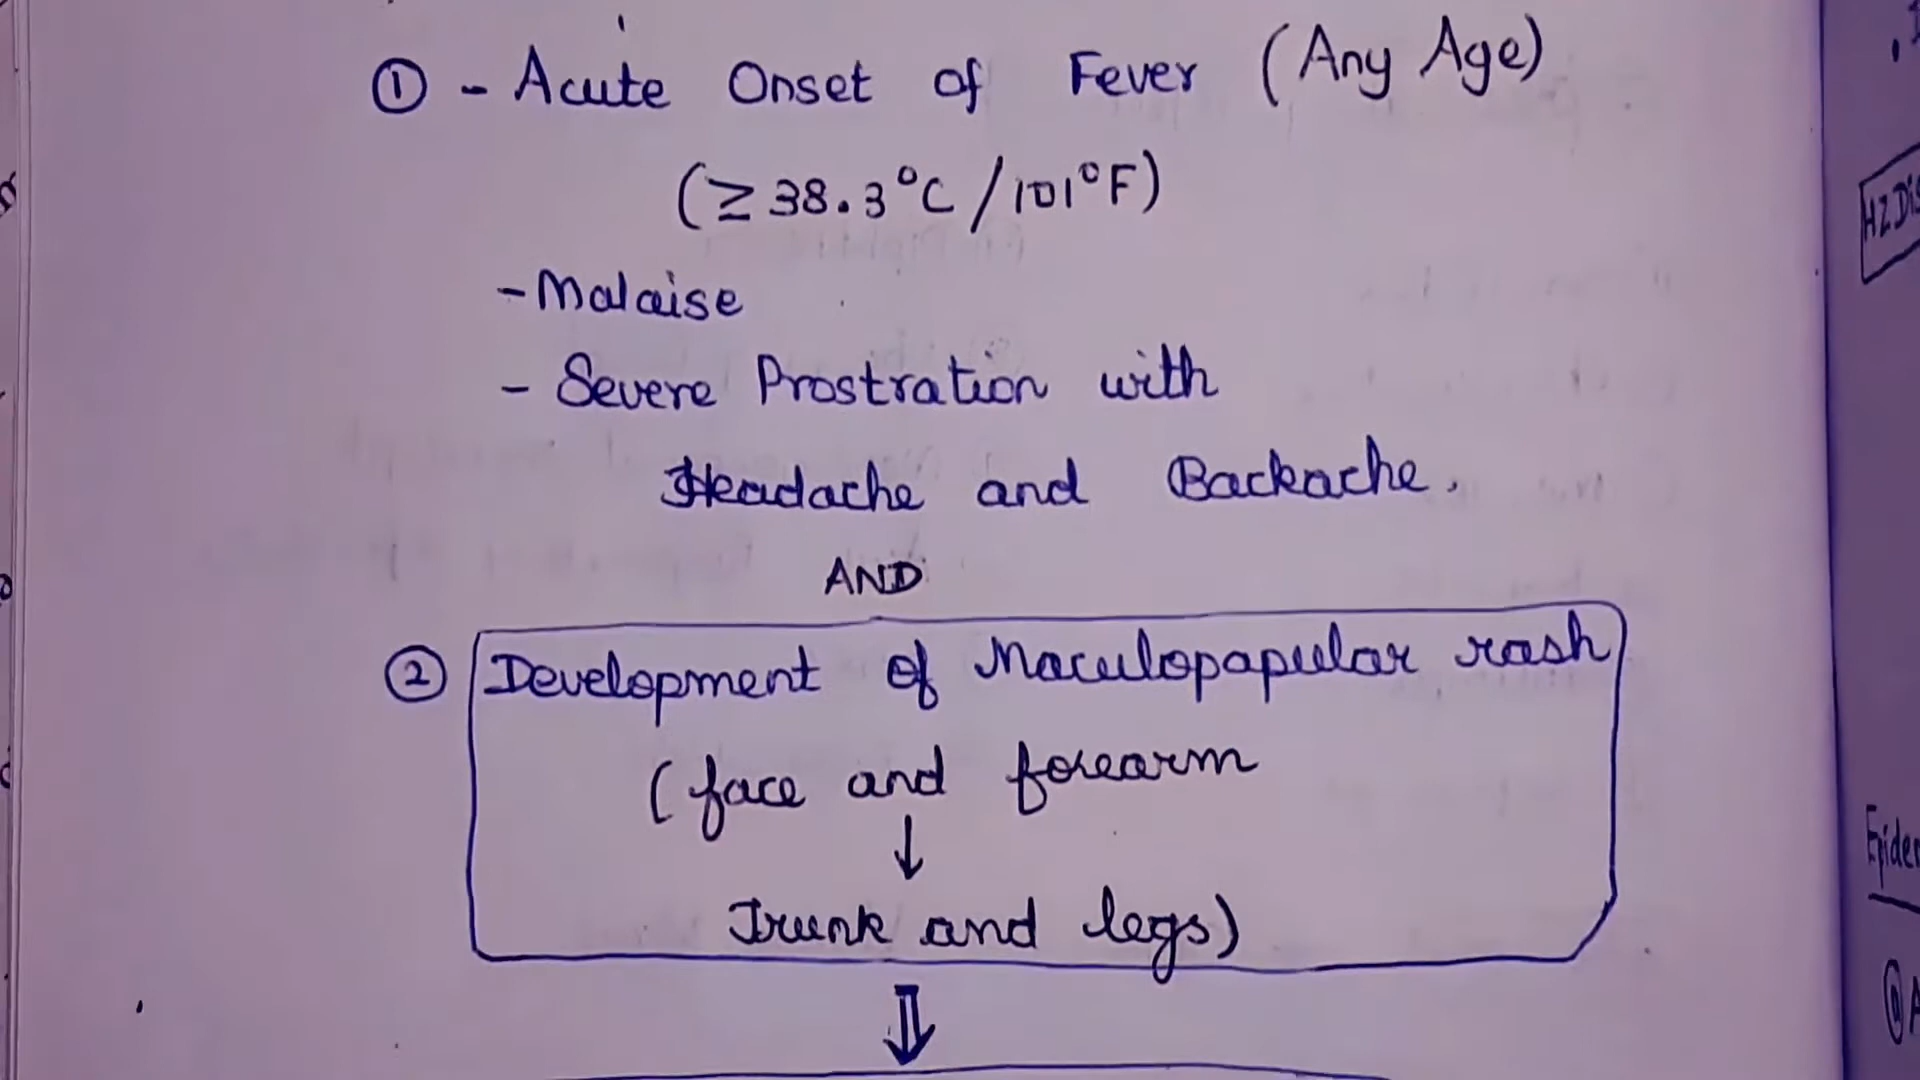 ① - Acute Onset of Fever (Any Age)
(≥38.3°C/101°F)
- Malaise
- Severe Prostration with
Headache and Backache.
AND
② Development of Maculopapular rash
(face and forearm
↓
Trunk and legs)
⇓
HZ